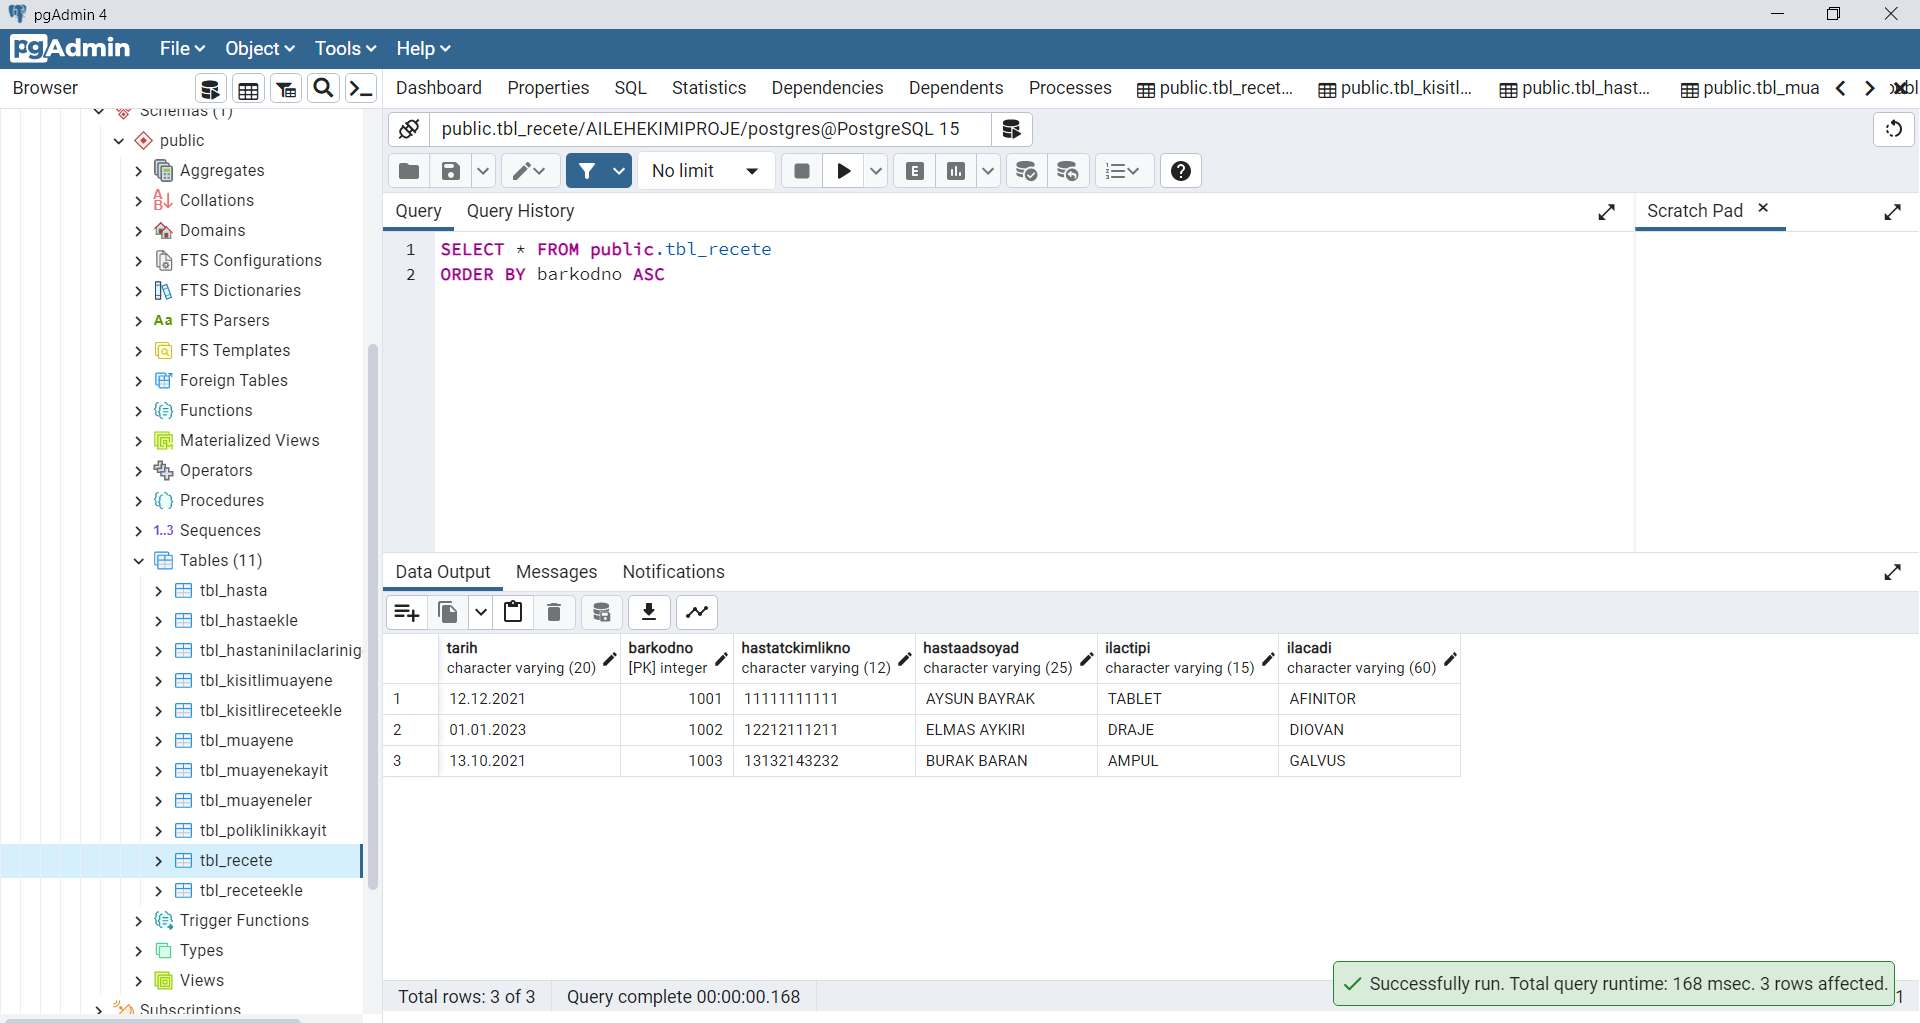 pgAdmin 4
pgAdmin File Object Tools Help
Browser
Dashboard Properties SQL Statistics Dependencies Dependents Processes public.tbl_recet... public.tbl_kisitl... public.tbl_hast... public.tbl_mua
Schemas (1)
public
Aggregates
Collations
Domains
FTS Configurations
FTS Dictionaries
Aa FTS Parsers
FTS Templates
Foreign Tables
Functions
Materialized Views
Operators
Procedures
1..3 Sequences
Tables (11)
tbl_hasta
tbl_hastaekle
tbl_hastaninilaclarinig
tbl_kisitlimuayene
tbl_kisitlireceteekle
tbl_muayene
tbl_muayenekayit
tbl_muayeneler
tbl_poliklinikkayit
tbl_recete
tbl_receteekle
Trigger Functions
Types
Views
Subscriptions
public.tbl_recete/AILEHEKIMIPROJE/postgres@PostgreSQL 15
No limit
E
Query Query History
Scratch Pad
1 SELECT * FROM public.tbl_recete
2 ORDER BY barkodno ASC
Data Output Messages Notifications
tarih barkodno hastatckimlikno hastaadsoyad ilactipi ilacadi
character varying (20) [PK] integer character varying (12) character varying (25) character varying (15) character varying (60)
1 12.12.2021 1001 11111111111 AYSUN BAYRAK TABLET AFINITOR
2 01.01.2023 1002 12212111211 ELMAS AYKIRI DRAJE DIOVAN
3 13.10.2021 1003 13132143232 BURAK BARAN AMPUL GALVUS
Successfully run. Total query runtime: 168 msec. 3 rows affected.
Total rows: 3 of 3 Query complete 00:00:00.168